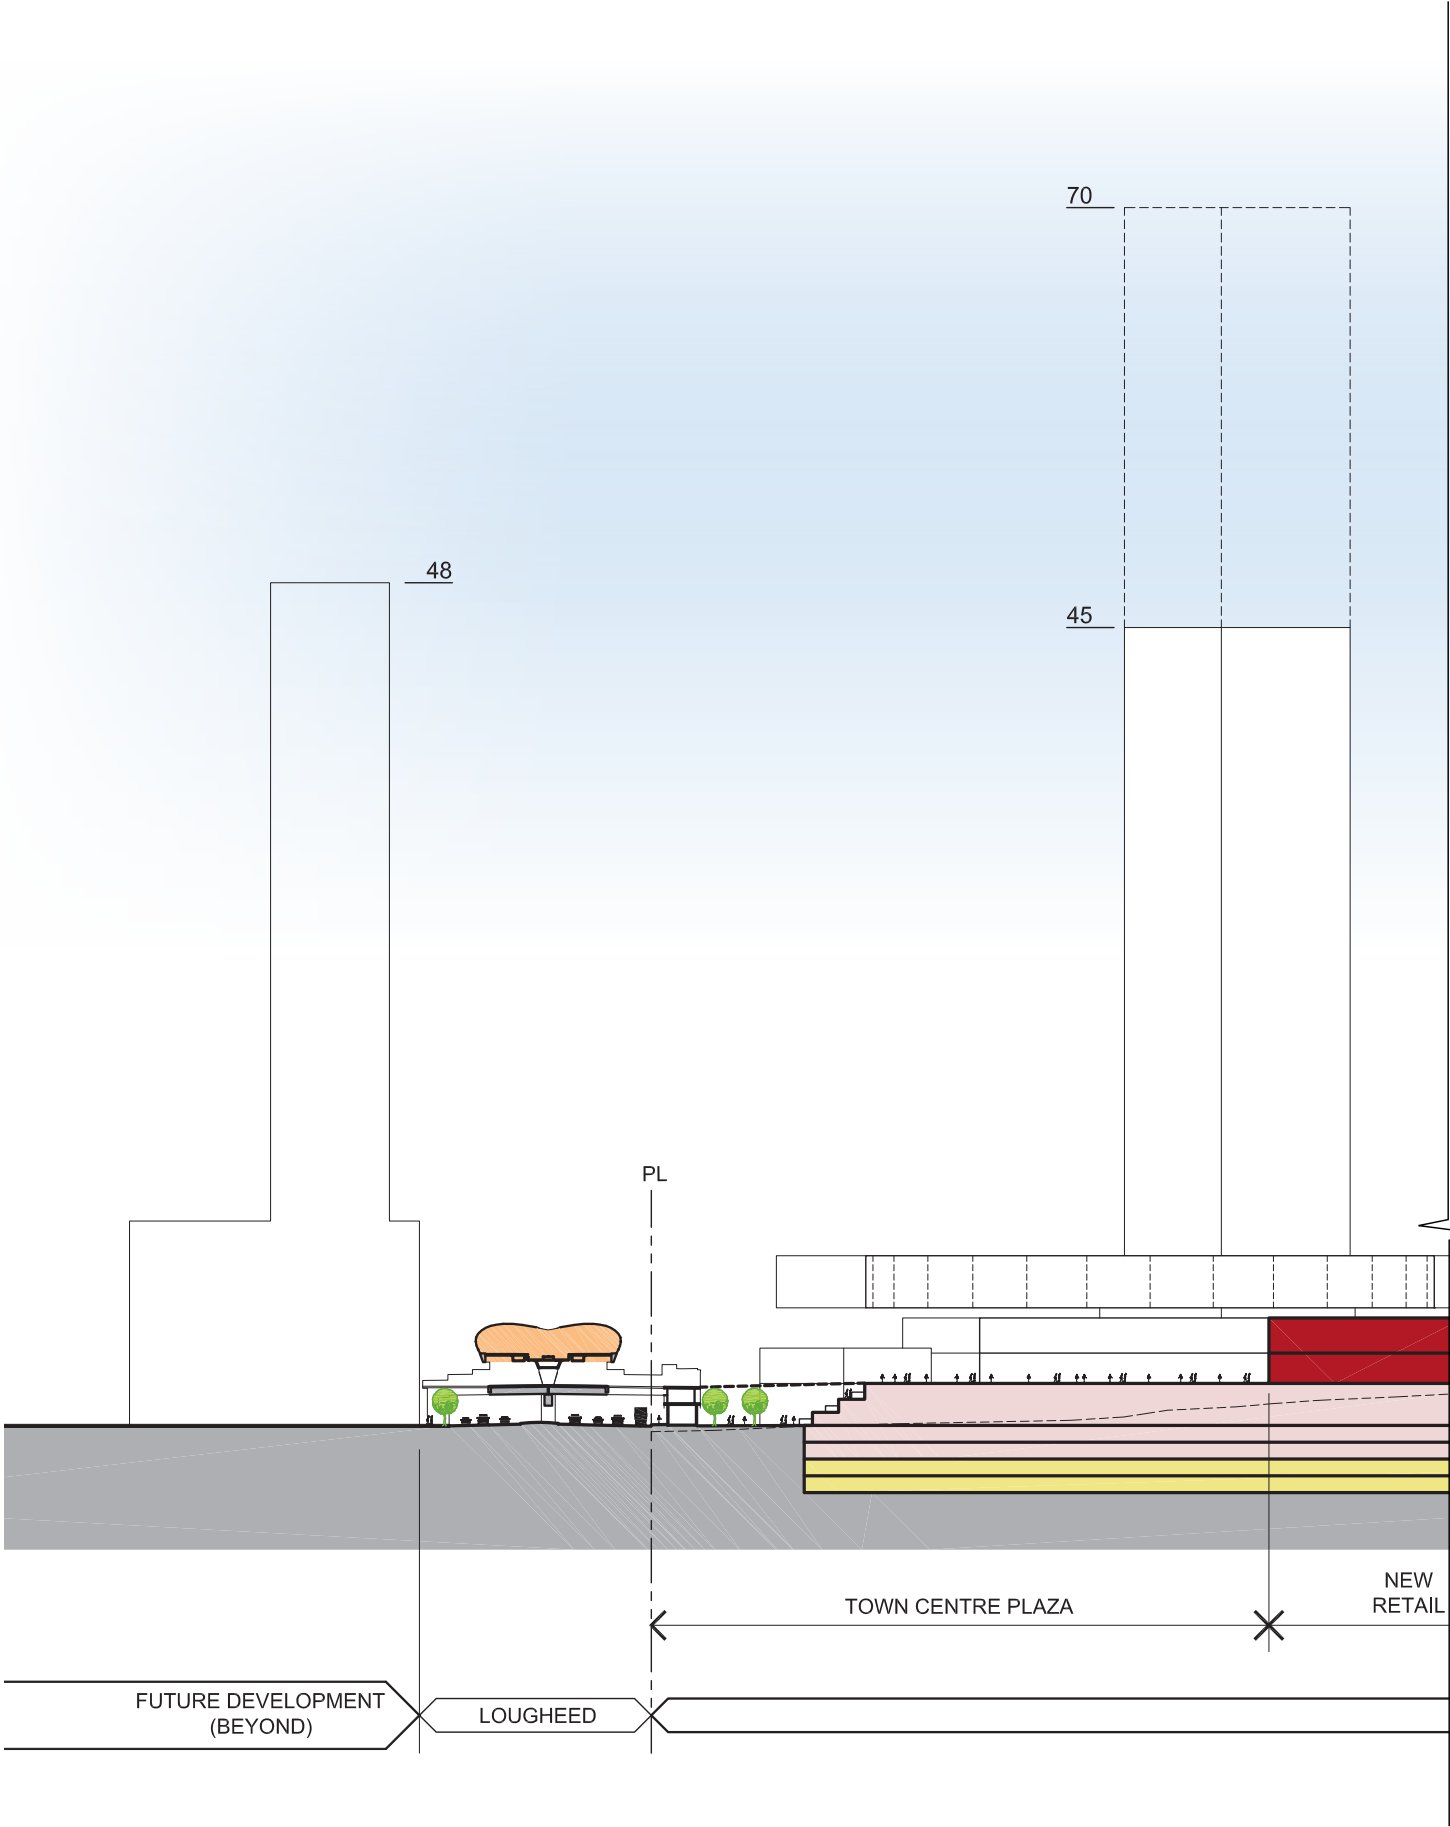 70
48
45
PL
NEW
RETAIL
TOWN CENTRE PLAZA
FUTURE DEVELOPMENT
(BEYOND)
LOUGHEED